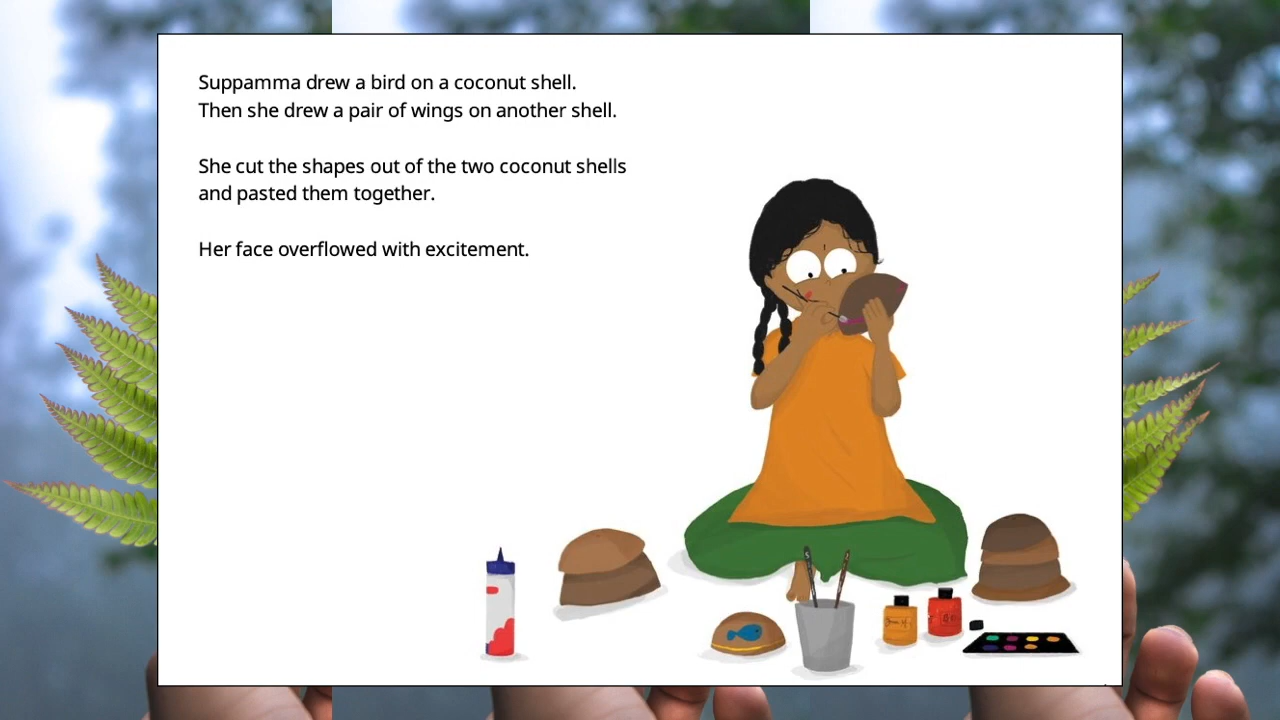 Suppamma drew a bird on a coconut shell.
Then she drew a pair of wings on another shell.
She cut the shapes out of the two coconut shells
and pasted them together.
Her face overflowed with excitement.